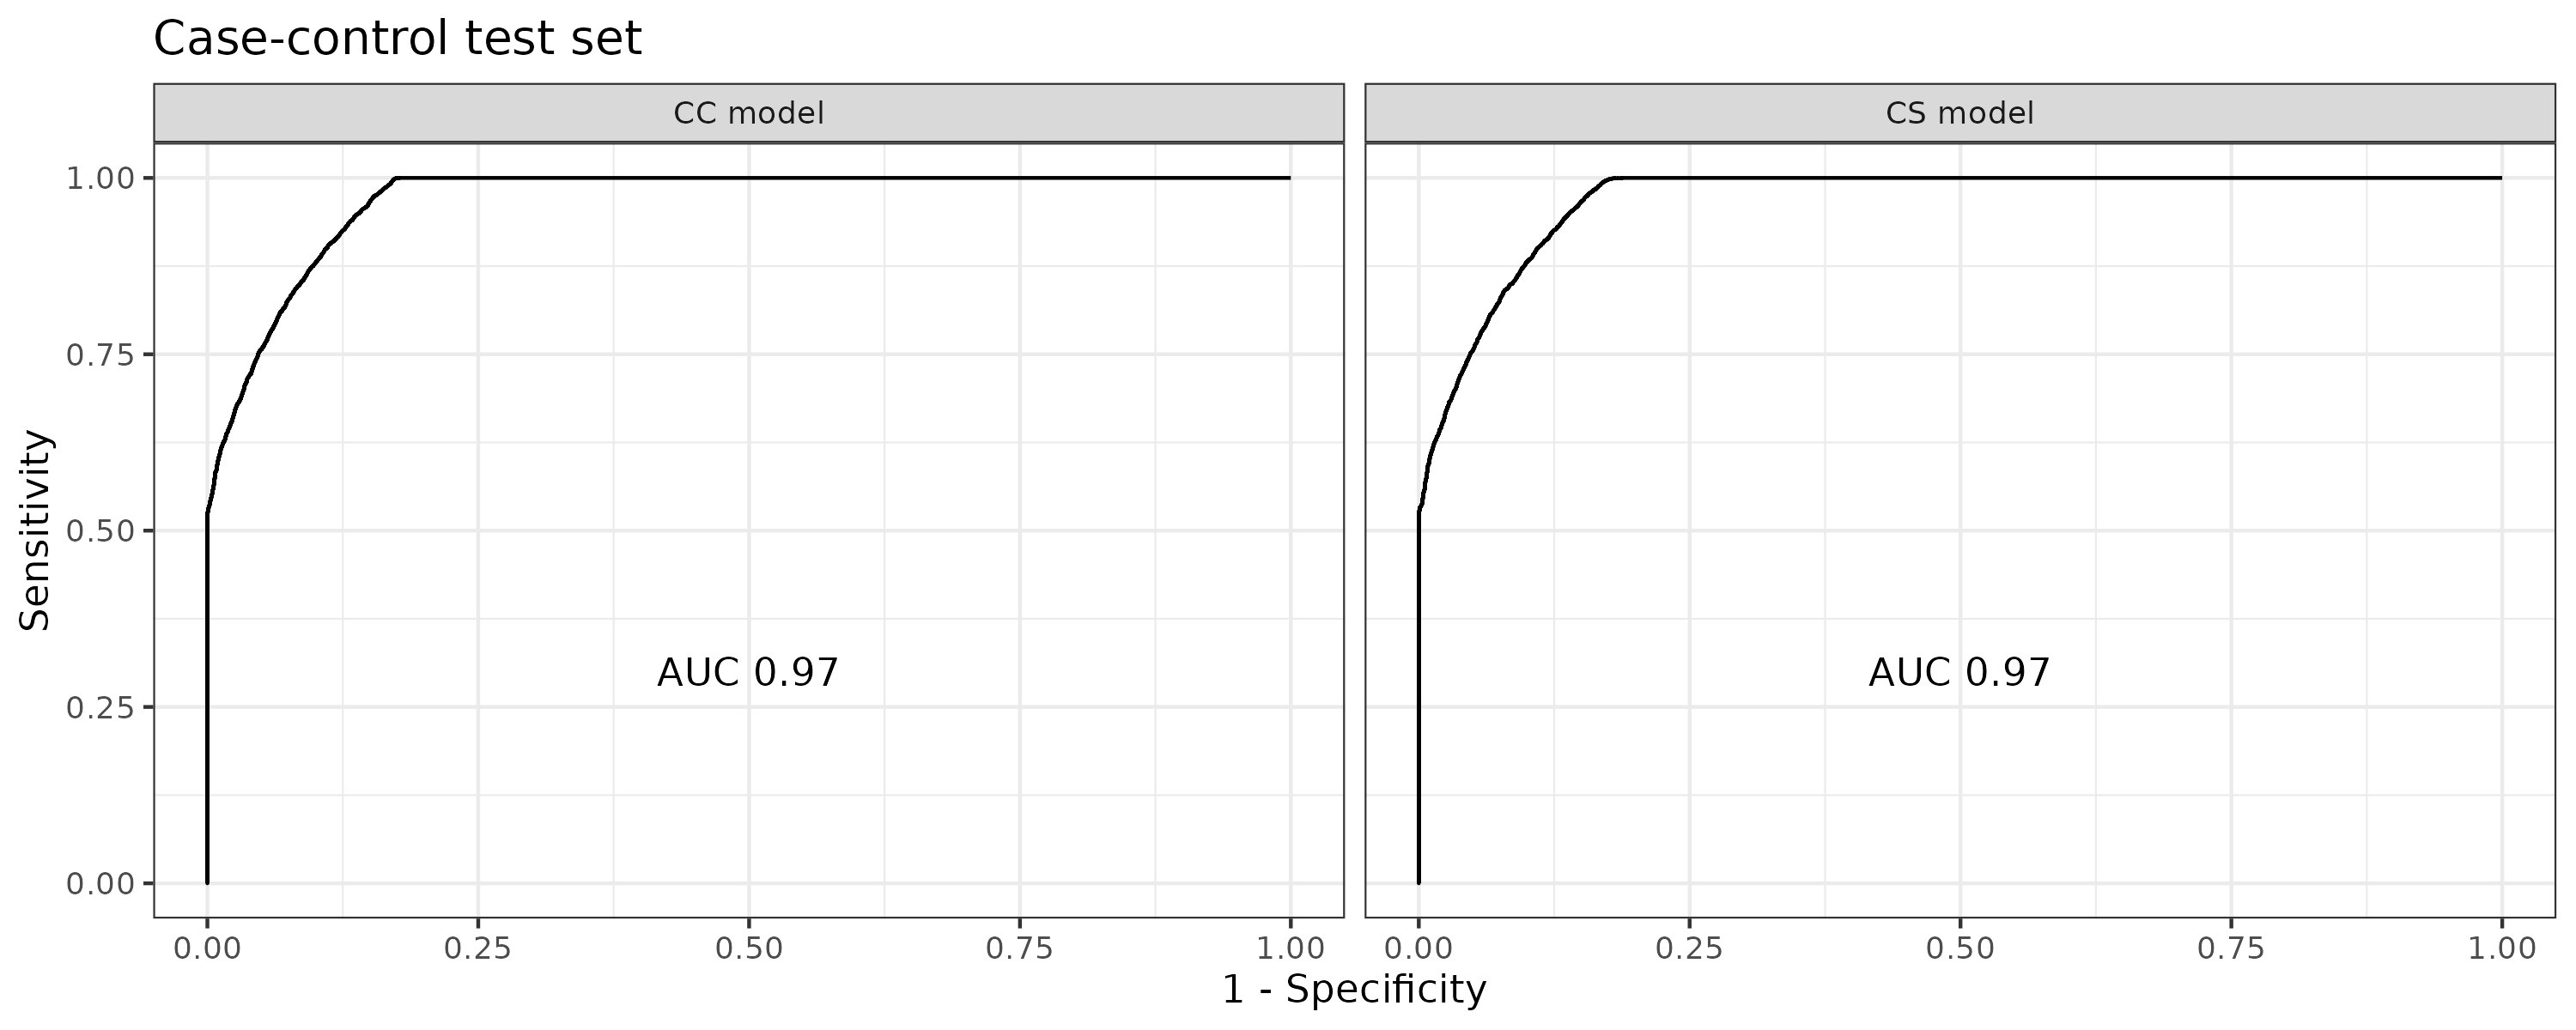 Case-control test set
CC model
CS model
Sensitivity
1.00
0.75
0.50
0.25
0.00
AUC 0.97
AUC 0.97
0.00 0.25 0.50 0.75 1.00
0.00 0.25 0.50 0.75 1.00
1 - Specificity